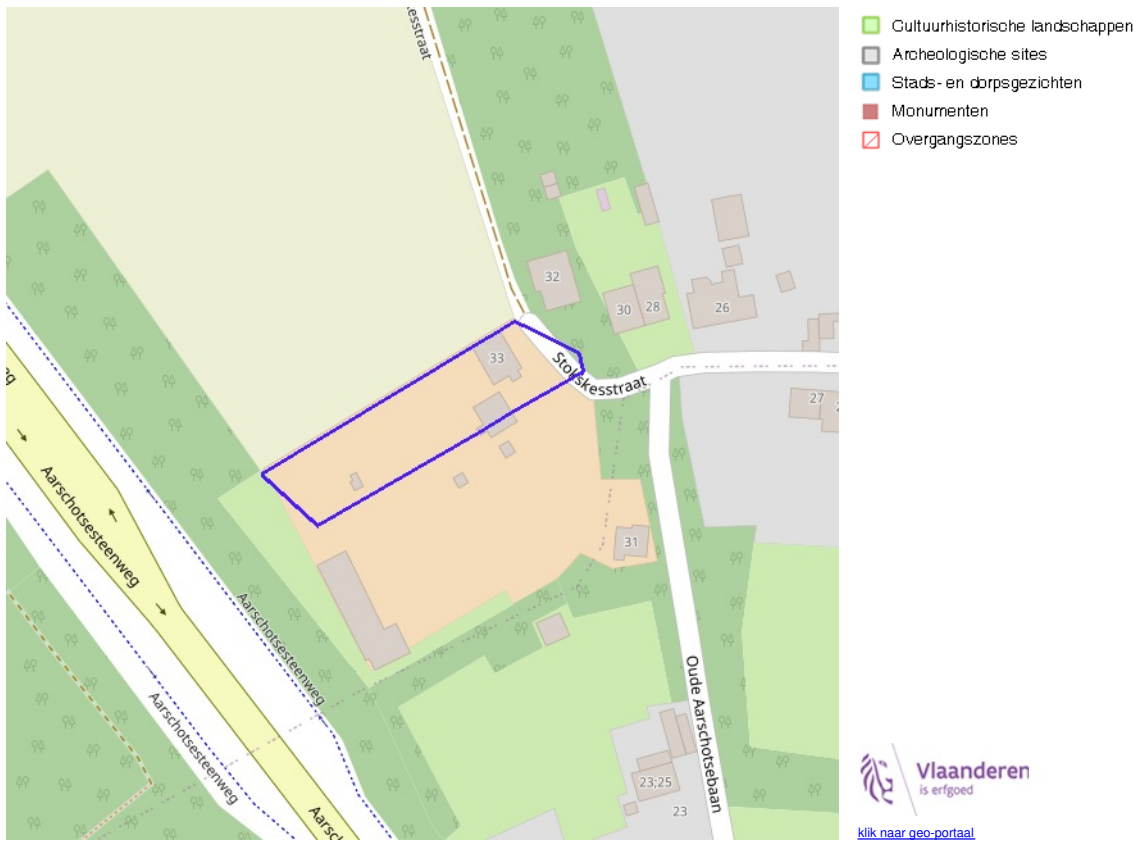 Cultuurhistorische landschappen
Archeologische sites
Stads- en dorpsgezichten
Monumenten
Overgangszones
32
30
28
26
33
Stokskesstraat
27
31
Aarschotsesteenweg
Aarschotsesteenweg
Aarschotsesteenweg
Oude Aarschotsebaan
23;25
23
Vlaanderen
is erfgoed
klik naar geo-portaal